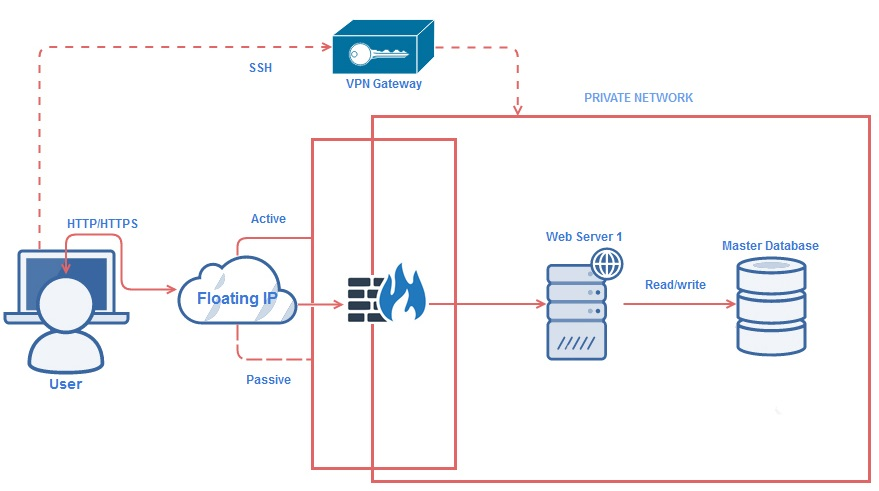 SSH
VPN Gateway
PRIVATE NETWORK
HTTP/HTTPS
Active
Web Server 1
Master Database
Read/write
Floating IP
Passive
User